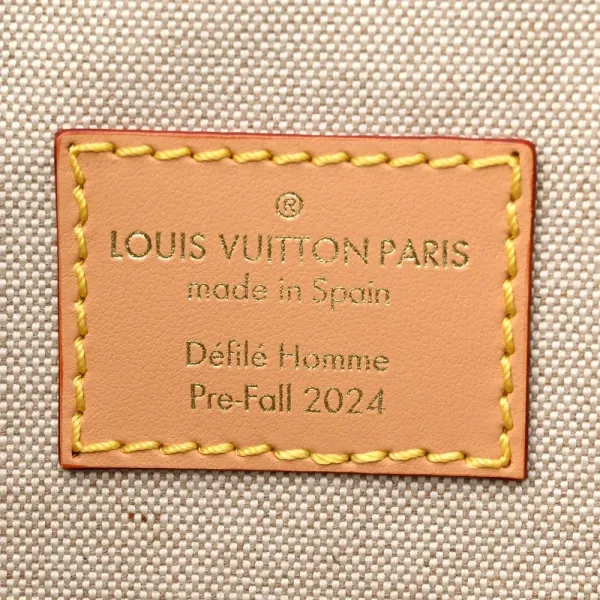 ®
LOUIS VUITTON PARIS
made in Spain
Défilé Homme
Pre-Fall 2024